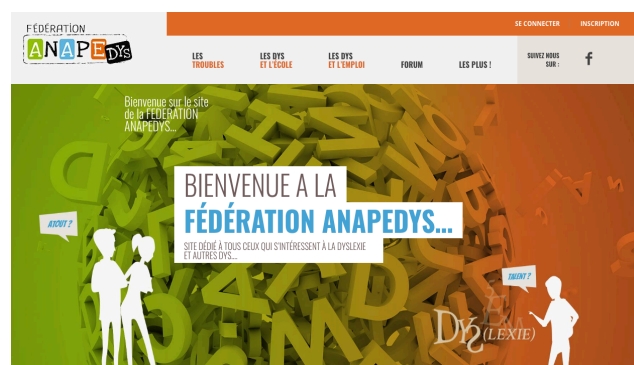 FÉDÉRATION
ANAPEDYS
SE CONNECTER
INSCRIPTION
LES
TROUBLES
LES DYS
ET L'ÉCOLE
LES DYS
ET L'EMPLOI
FORUM
LES PLUS !
SUIVEZ NOUS
SUR :
f
Bienvenue sur le site
de la FEDERATION
ANAPEDYS...
BIENVENUE A LA
FÉDÉRATION ANAPEDYS...
SITE DÉDIÉ À TOUS CEUX QUI S'INTÉRESSENT À LA DYSLEXIE
ET AUTRES DYS...
ATOUT ?
TALENT ?
DYS(LEXIE)